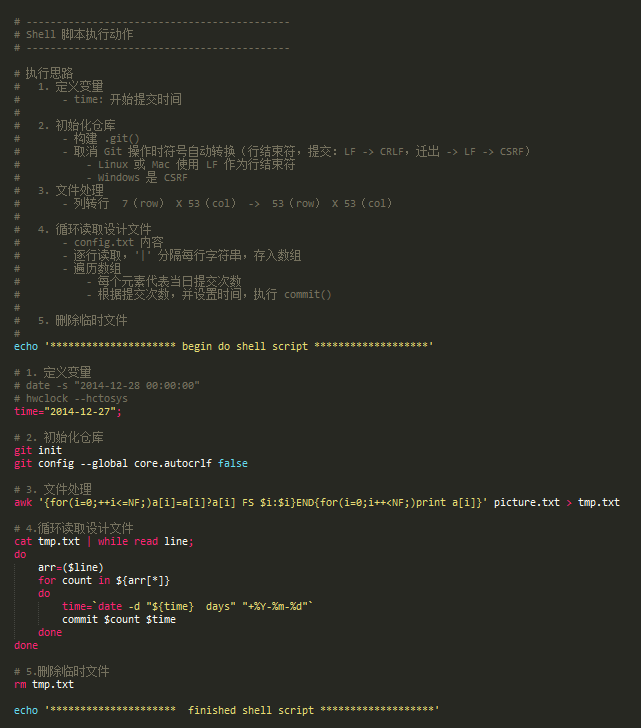 # --------------------------------------------
# Shell 脚本执行动作
# --------------------------------------------
# 执行思路
#   1. 定义变量
#       - time: 开始提交时间
#
#   2. 初始化仓库
#       - 构建 .git()
#       - 取消 Git 操作时符号自动转换（行结束符，提交: LF -> CRLF，迁出 -> LF -> CSRF）
#           - Linux 或 Mac 使用 LF 作为行结束符
#           - Windows 是 CSRF
#   3. 文件处理
#       - 列转行  7（row） X 53（col） ->  53（row） X 53（col）
#
#   4. 循环读取设计文件
#       - config.txt 内容
#       - 逐行读取，'|' 分隔每行字符串，存入数组
#       - 遍历数组
#           - 每个元素代表当日提交次数
#           - 根据提交次数，并设置时间，执行 commit()
#
#   5. 删除临时文件
#
echo '********************* begin do shell script *******************'
# 1. 定义变量
# date -s "2014-12-28 00:00:00"
# hwclock --hctosys
time="2014-12-27";
# 2. 初始化仓库
git init
git config --global core.autocrlf false
# 3. 文件处理
awk '{for(i=0;++i<=NF;)a[i]=a[i]?a[i] FS $i:$i}END{for(i=0;i++<NF;)print a[i]}' picture.txt > tmp.txt
# 4.循环读取设计文件
cat tmp.txt | while read line;
do
    arr=($line)
    for count in ${arr[*]}
    do
        time=`date -d "${time}  days" "+%Y-%m-%d"`
        commit $count $time
    done
done
# 5.删除临时文件
rm tmp.txt
echo '*********************  finished shell script *******************'